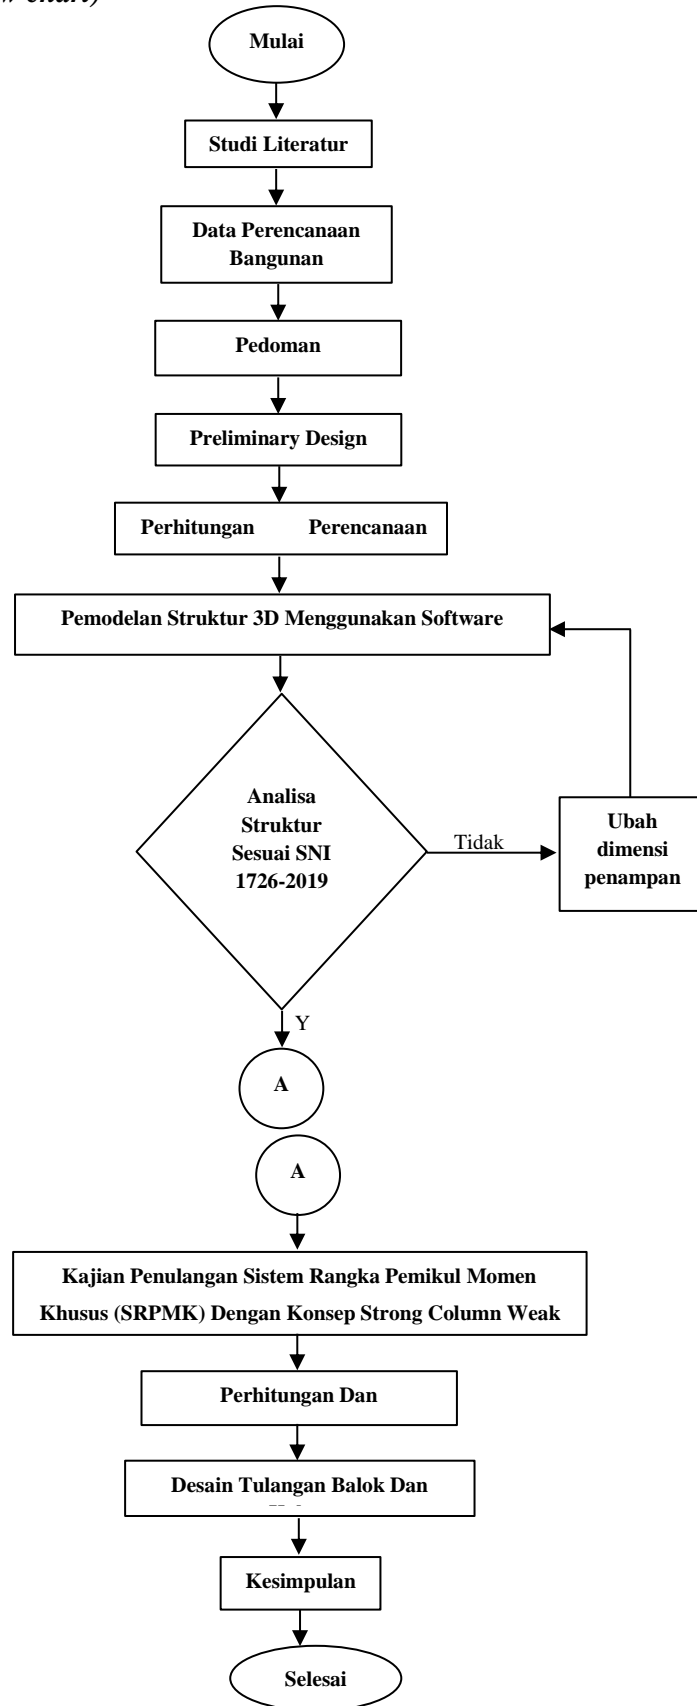 chart)
Mulai
Studi Literatur
Data Perencanaan
Bangunan
Pedoman
Preliminary Design
Perhitungan Perencanaan
Pemodelan Struktur 3D Menggunakan Software
Analisa
Struktur
Sesuai SNI
1726-2019
Tidak
Ubah
dimensi
penampan
Y
A
A
Kajian Penulangan Sistem Rangka Pemikul Momen
Khusus (SRPMK) Dengan Konsep Strong Column Weak
Perhitungan Dan
Desain Tulangan Balok Dan
Kesimpulan
Selesai